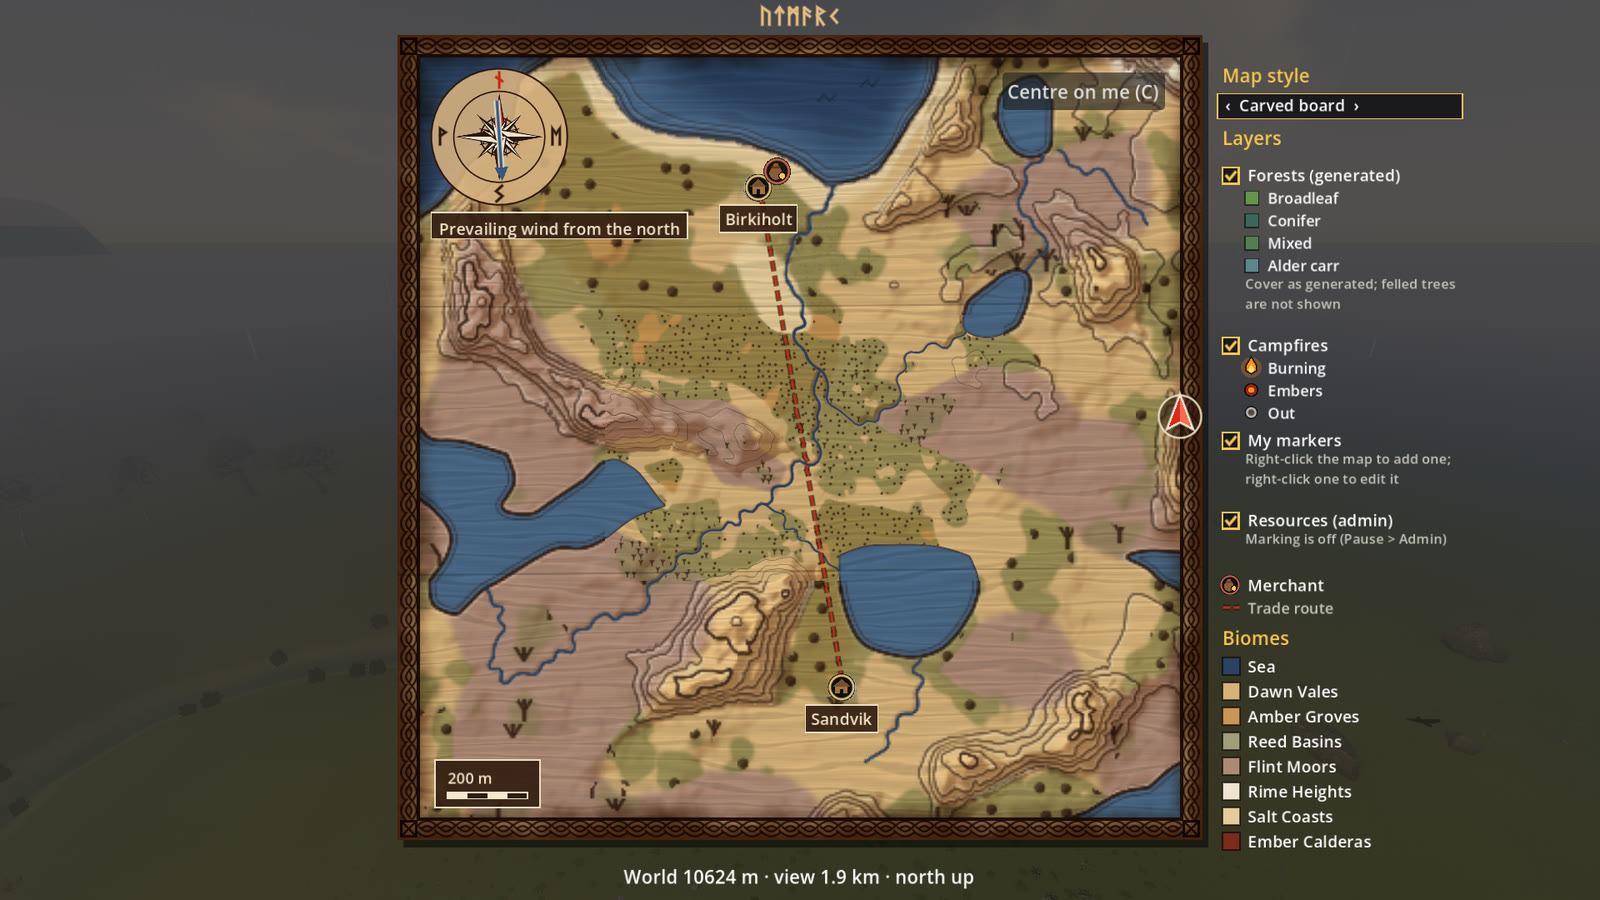 ᚢᛏᛗᚨᚱᚲ
ᚾ
ᚹ
ᛖ
ᛊ
Centre on me (C)
Prevailing wind from the north
Birkiholt
Sandvik
200 m
World 10624 m · view 1.9 km · north up
Map style
‹ Carved board ›
Layers
Forests (generated)
Broadleaf
Conifer
Mixed
Alder carr
Cover as generated; felled trees
are not shown
Campfires
Burning
Embers
Out
My markers
Right-click the map to add one;
right-click one to edit it
Resources (admin)
Marking is off (Pause > Admin)
Merchant
Trade route
Biomes
Sea
Dawn Vales
Amber Groves
Reed Basins
Flint Moors
Rime Heights
Salt Coasts
Ember Calderas